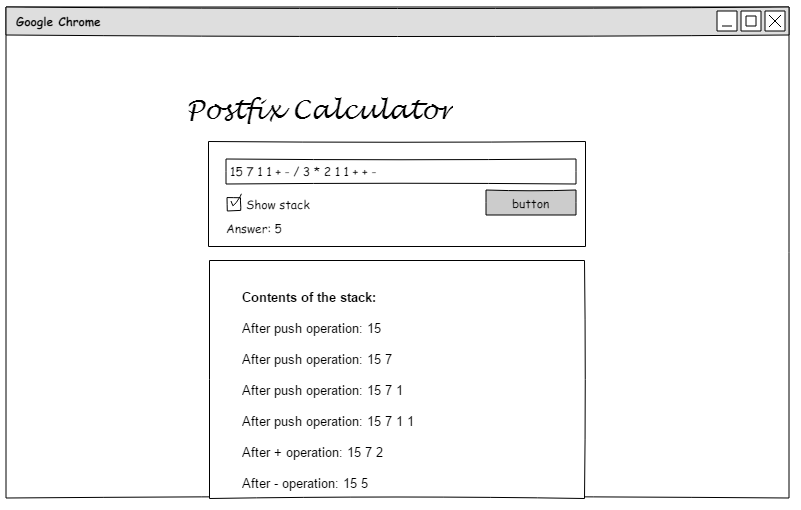 Google Chrome
Postfix Calculator
15 7 1 1 + - / 3 * 2 1 1 + + -
Show stack
button
Answer: 5
Contents of the stack:
After push operation: 15
After push operation: 15 7
After push operation: 15 7 1
After push operation: 15 7 1 1
After + operation: 15 7 2
After - operation: 15 5